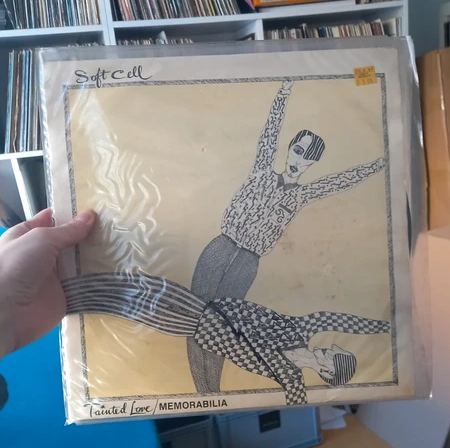 Soft Cell
Tainted Love / MEMORABILIA